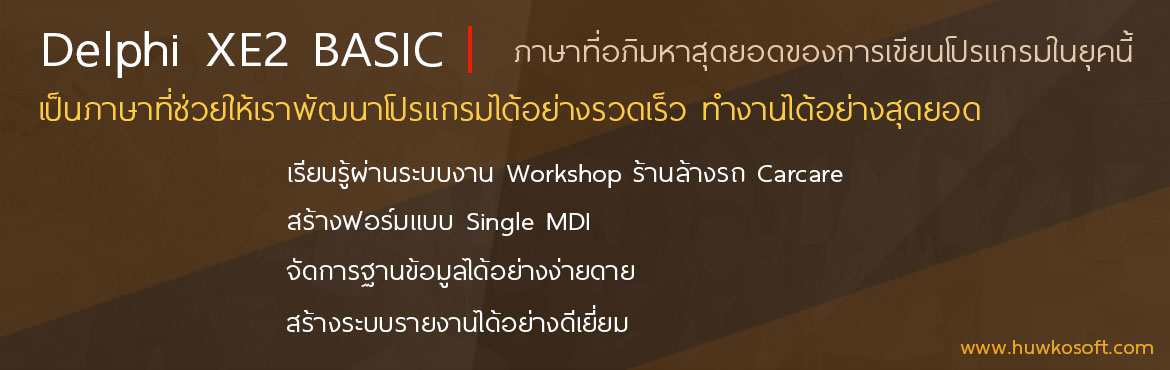 Delphi XE2 BASIC | ภาษาที่อภิมหาสุดยอดของการเขียนโปรแกรมในยุคนี้
เป็นภาษาที่ช่วยให้เราพัฒนาโปรแกรมได้อย่างรวดเร็ว ทำงานได้อย่างสุดยอด
เรียนรู้ผ่านระบบงาน Workshop ร้านล้างรถ Carcare
สร้างฟอร์มแบบ Single MDI
จัดการฐานข้อมูลได้อย่างง่ายดาย
สร้างระบบรายงานได้อย่างดีเยี่ยม
www.huwkosoft.com